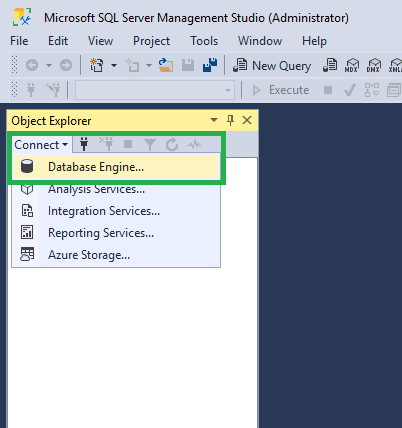 Microsoft SQL Server Management Studio (Administrator)
File Edit View Project Tools Window Help
New Query MDX DMX XMLA
Execute
Object Explorer
Connect
Database Engine...
Analysis Services...
Integration Services...
Reporting Services...
Azure Storage...